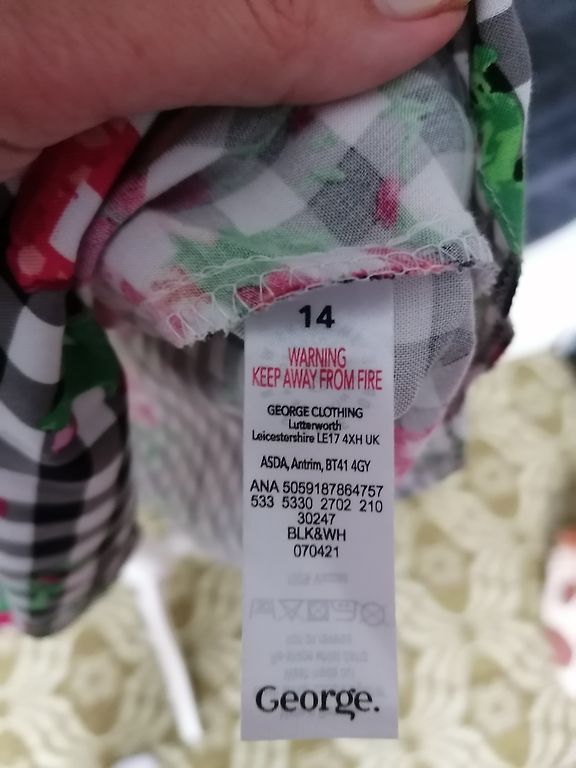 14
WARNING
KEEP AWAY FROM FIRE
GEORGE CLOTHING
Lutterworth
Leicestershire LE17 4XH UK
ASDA, Antrim, BT41 4GY
ANA 5059187864757
533 5330 2702 210
30247
BLK&WH
070421
George.